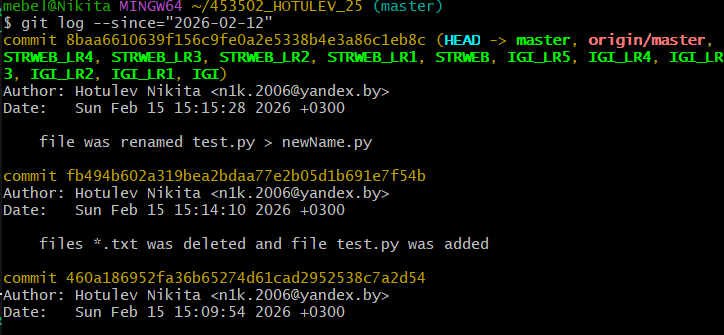 mebel@Nikita MINGW64 ~/453502_HOTULEV_25 (master)
$ git log --since="2026-02-12"
commit 8baa6610639f156c9fe0a2e5338b4e3a86c1eb8c (HEAD -> master, origin/master,
STRWEB_LR4, STRWEB_LR3, STRWEB_LR2, STRWEB_LR1, STRWEB, IGI_LR5, IGI_LR4, IGI_LR
3, IGI_LR2, IGI_LR1, IGI)
Author: Hotulev Nikita <n1k.2006@yandex.by>
Date:   Sun Feb 15 15:15:28 2026 +0300
    file was renamed test.py > newName.py
commit fb494b602a319bea2bdaa77e2b05d1b691e7f54b
Author: Hotulev Nikita <n1k.2006@yandex.by>
Date:   Sun Feb 15 15:14:10 2026 +0300
    files *.txt was deleted and file test.py was added
commit 460a186952fa36b65274d61cad2952538c7a2d54
Author: Hotulev Nikita <n1k.2006@yandex.by>
Date:   Sun Feb 15 15:09:54 2026 +0300